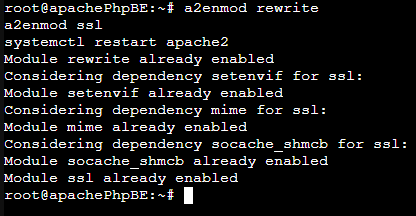 root@apachePhpBE:~# a2enmod rewrite
a2enmod ssl
systemctl restart apache2
Module rewrite already enabled
Considering dependency setenvif for ssl:
Module setenvif already enabled
Considering dependency mime for ssl:
Module mime already enabled
Considering dependency socache_shmcb for ssl:
Module socache_shmcb already enabled
Module ssl already enabled
root@apachePhpBE:~#